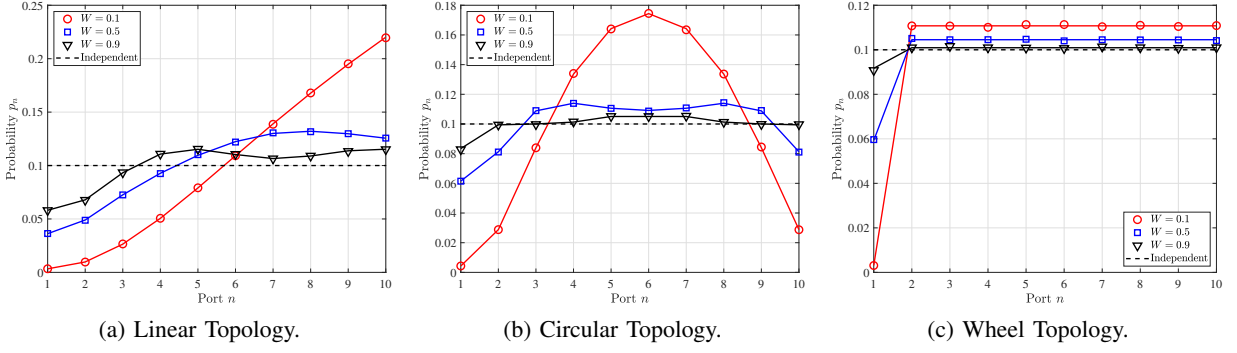 0.25
0.2
0.15
0.1
0.05
0
Probability p_n
W = 0.1
W = 0.5
W = 0.9
Independent
1 2 3 4 5 6 7 8 9 10
Port n
(a) Linear Topology.
0.18
0.16
0.14
0.12
0.1
0.08
0.06
0.04
0.02
0
Probability p_n
W = 0.1
W = 0.5
W = 0.9
Independent
1 2 3 4 5 6 7 8 9 10
Port n
(b) Circular Topology.
0.12
0.1
0.08
0.06
0.04
0.02
0
Probability p_n
W = 0.1
W = 0.5
W = 0.9
Independent
1 2 3 4 5 6 7 8 9 10
Port n
(c) Wheel Topology.